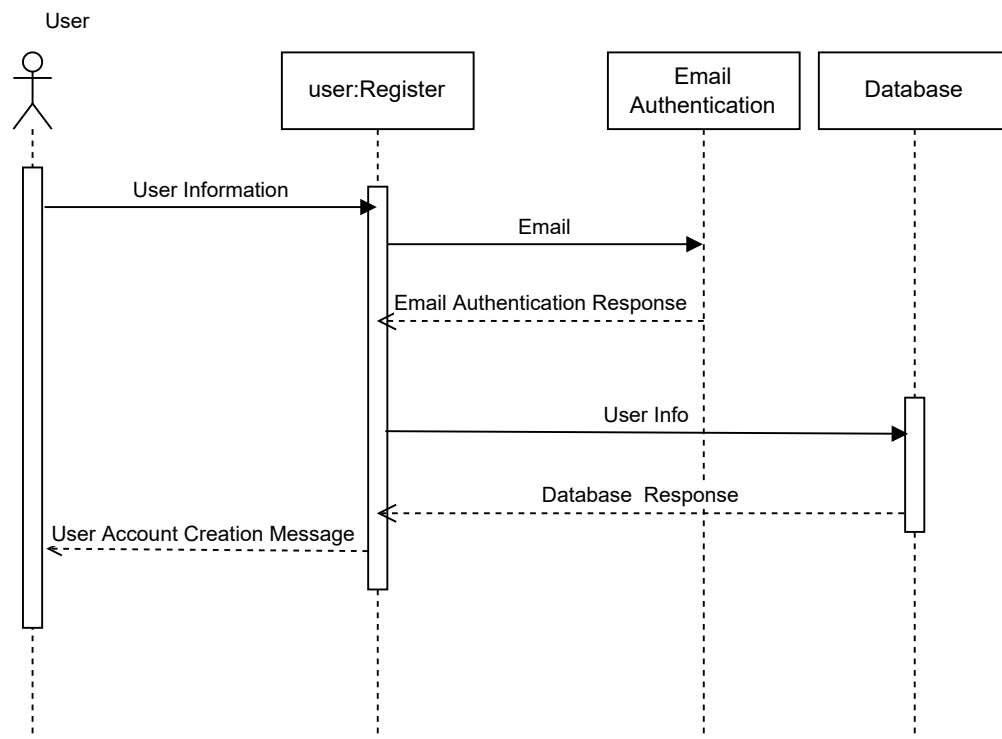 User
user:Register
Email
Authentication
Database
User Information
Email
Email Authentication Response
User Info
Database Response
User Account Creation Message